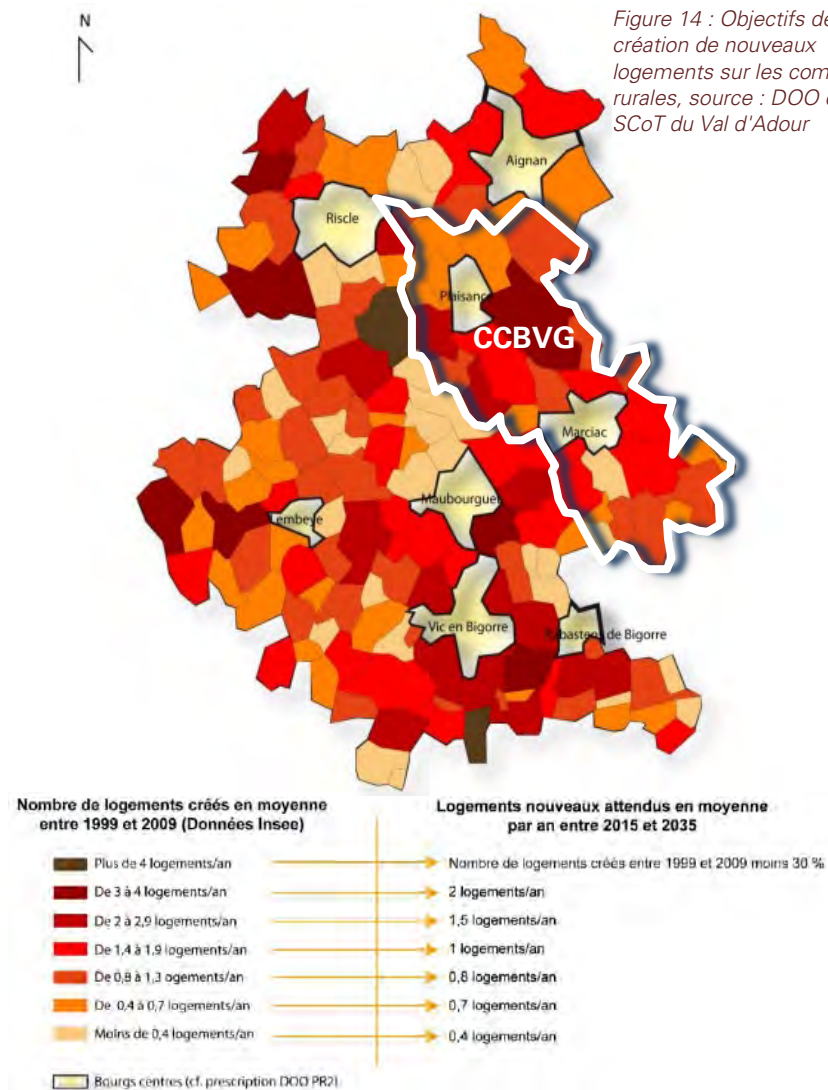 N
Figure 14 : Objectifs de
création de nouveaux
logements sur les com
rurales, source : DOO
SCoT du Val d'Adour
Aignan
Riscle
Plaisanc
CCBVG
Marciac
Maubourguet
embeye
Vic en Bigorre
Rabastens de Bigorre
Nombre de logements créés en moyenne
entre 1999 et 2009 (Données Insee)
Logements nouveaux attendus en moyenne
par an entre 2015 et 2035
Plus de 4 logements/an
Nombre de logements créés entre 1999 et 2009 moins 30 %
De 3 à 4 logements/an
2 logements/an
De 2 à 2,9 logements/an
1,5 logements/an
De 1,4 à 1,9 logements/an
1 logements/an
De 0,8 à 1,3 ogements/an
0,8 logements/an
De 0,4 à 0,7 logements/an
0,7 logements/an
Moins de 0,4 logements/an
0,4 logements/an
Bourgs centres (cf. prescription DOO PR2)